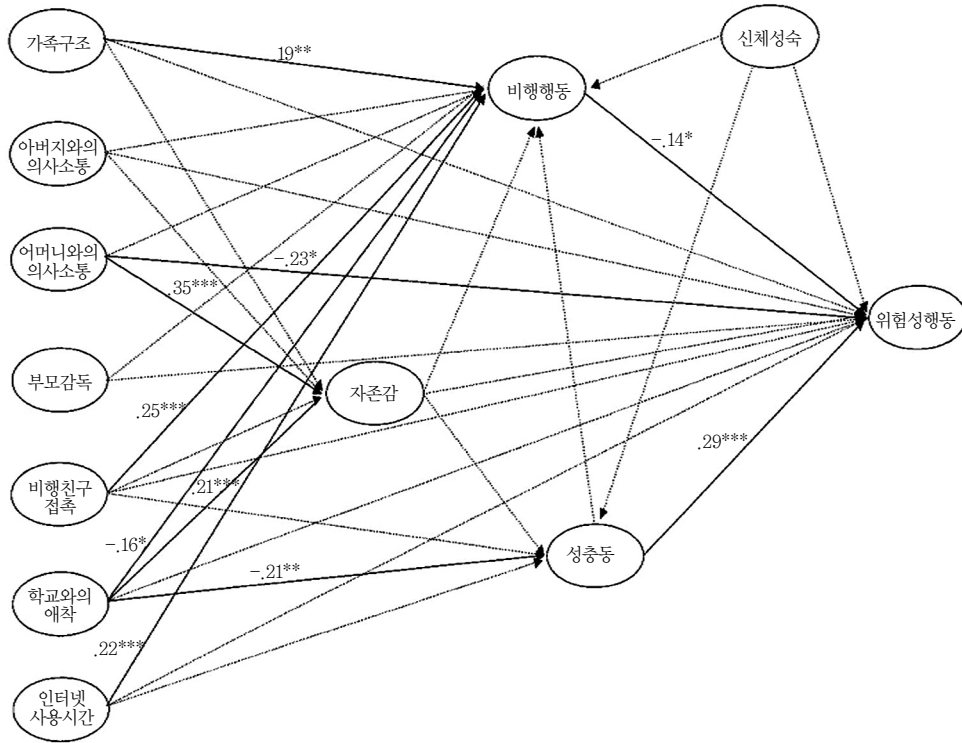 가족구조
19**
신체성숙
비행행동
아버지와의
의사소통
-.14*
어머니와의
의사소통
-.23*
.35***
위험성행동
부모감독
자존감
.25***
.29***
비행친구
접촉
.21***
-.16*
성충동
-.21**
학교와의
애착
.22***
인터넷
사용시간